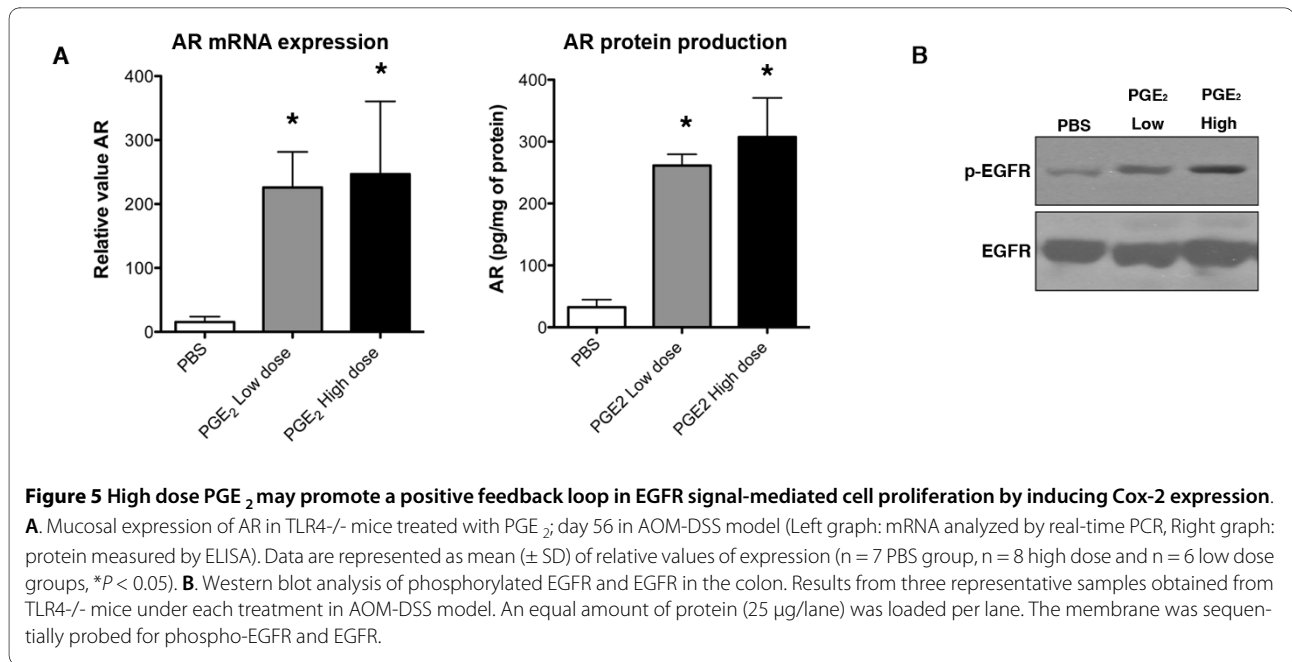 A
AR mRNA expression
Relative value AR
400
300
200
100
0
*
*
PBS
PGE₂ Low dose
PGE₂ High dose
AR protein production
AR (pg/mg of protein)
400
300
200
100
0
*
*
PBS
PGE2 Low dose
PGE2 High dose
B
PBS
PGE₂ Low
PGE₂ High
p-EGFR
EGFR
Figure 5 High dose PGE ₂ may promote a positive feedback loop in EGFR signal-mediated cell proliferation by inducing Cox-2 expression.
A. Mucosal expression of AR in TLR4-/- mice treated with PGE ₂; day 56 in AOM-DSS model (Left graph: mRNA analyzed by real-time PCR, Right graph:
protein measured by ELISA). Data are represented as mean (± SD) of relative values of expression (n = 7 PBS group, n = 8 high dose and n = 6 low dose
groups, *P < 0.05). B. Western blot analysis of phosphorylated EGFR and EGFR in the colon. Results from three representative samples obtained from
TLR4-/- mice under each treatment in AOM-DSS model. An equal amount of protein (25 μg/lane) was loaded per lane. The membrane was sequen-
tially probed for phospho-EGFR and EGFR.